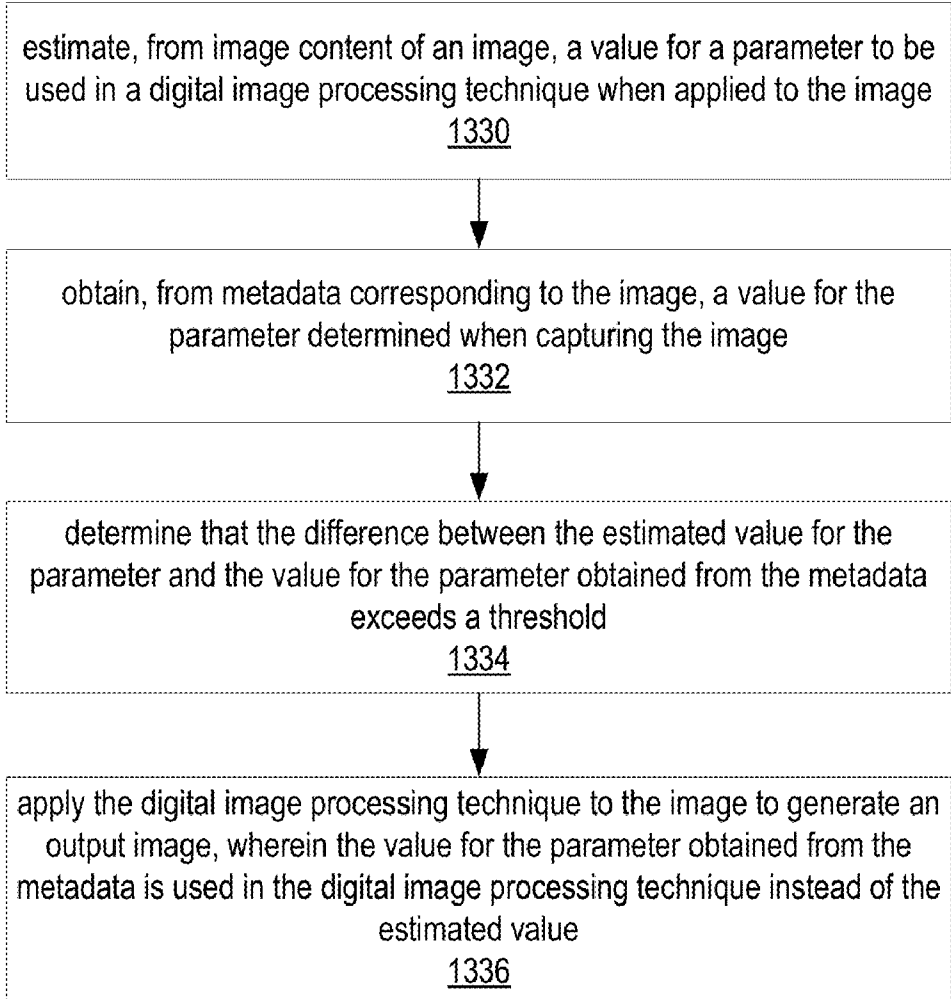 estimate, from image content of an image, a value for a parameter to be
used in a digital image processing technique when applied to the image
1330
obtain, from metadata corresponding to the image, a value for the
parameter determined when capturing the image
1332
determine that the difference between the estimated value for the
parameter and the value for the parameter obtained from the metadata
exceeds a threshold
1334
apply the digital image processing technique to the image to generate an
output image, wherein the value for the parameter obtained from the
metadata is used in the digital image processing technique instead of the
estimated value
1336